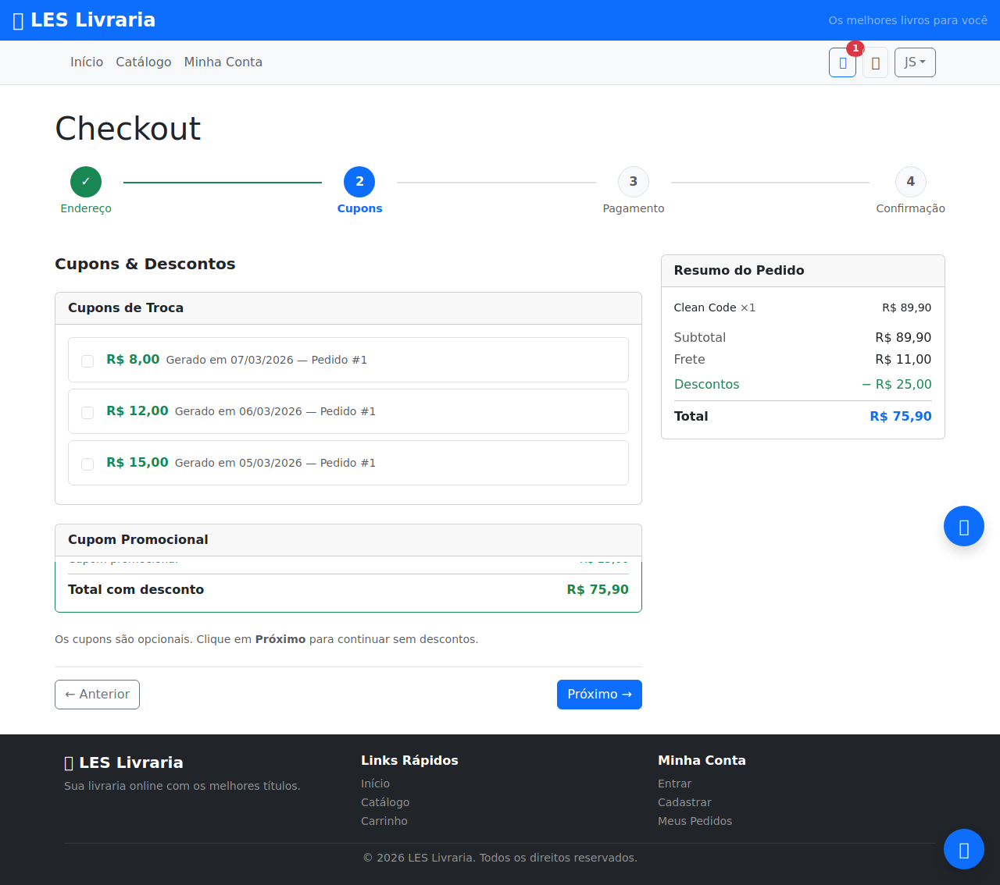 LES Livraria
Os melhores livros para você
Início
Catálogo
Minha Conta
1
JS
Checkout
✓
2
3
4
Endereço
Cupons
Pagamento
Confirmação
Cupons & Descontos
Cupons de Troca
R$ 8,00 Gerado em 07/03/2026 — Pedido #1
R$ 12,00 Gerado em 06/03/2026 — Pedido #1
R$ 15,00 Gerado em 05/03/2026 — Pedido #1
Cupom Promocional
Total com desconto R$ 75,90
Os cupons são opcionais. Clique em Próximo para continuar sem descontos.
← Anterior
Próximo →
Resumo do Pedido
Clean Code ×1 R$ 89,90
Subtotal R$ 89,90
Frete R$ 11,00
Descontos − R$ 25,00
Total R$ 75,90
LES Livraria
Sua livraria online com os melhores títulos.
Links Rápidos
Início
Catálogo
Carrinho
Minha Conta
Entrar
Cadastrar
Meus Pedidos
© 2026 LES Livraria. Todos os direitos reservados.